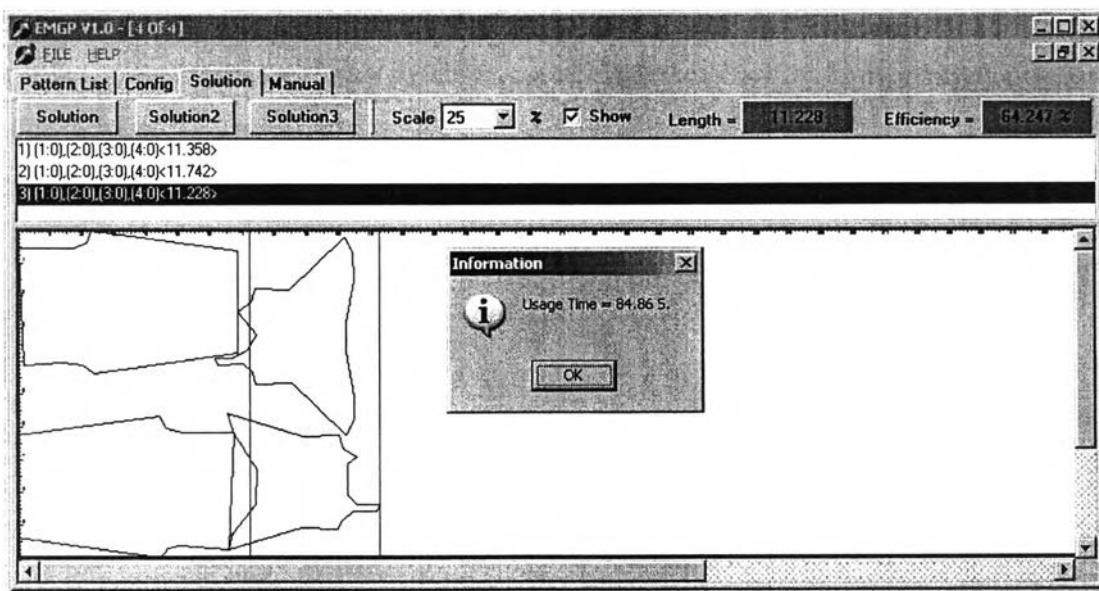 EMGP V1.0 - [4 Of 4]
FILE HELP
Pattern List Config Solution Manual
Solution Solution2 Solution3 Scale 25 % Show Length = 11.228 Efficiency = 64.247 %
1) (1:0),(2:0),(3:0),(4:0)<11.358>
2) (1:0),(2:0),(3:0),(4:0)<11.742>
3) (1:0),(2:0),(3:0),(4:0)<11.228>
Information
Usage Time = 84.86 S.
OK